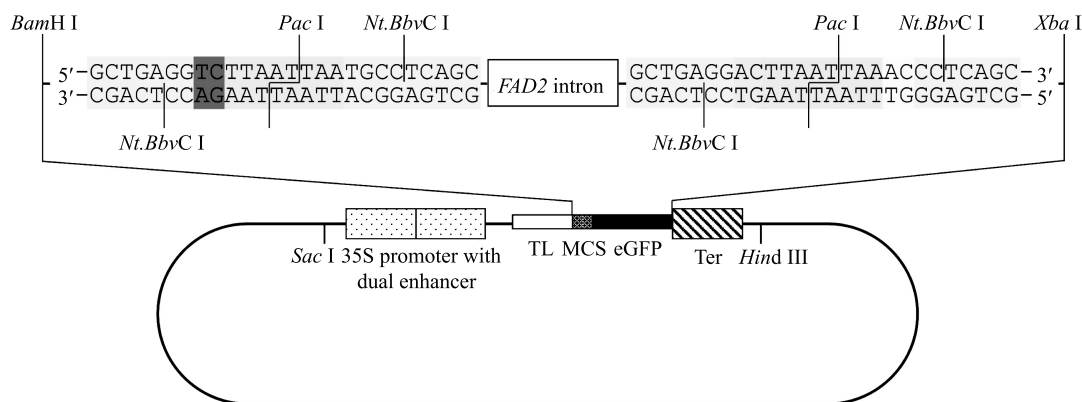 BamH I Pac I Nt.BbvC I Pac I Nt.BbvC I Xba I
5′ GCTGAGGTCTTAATTAATGCCTCAGC FAD2 intron GCTGAGGACTTAATTAAACCCTCAGC 3′
3′ CGACTCCAGAATTAATTACGGAGTCG CGACTCCTGAATTAATTTGGGAGTCG 5′
Nt.BbvC I Nt.BbvC I
Sac I 35S promoter with TL MCS eGFP Ter Hind III
dual enhancer